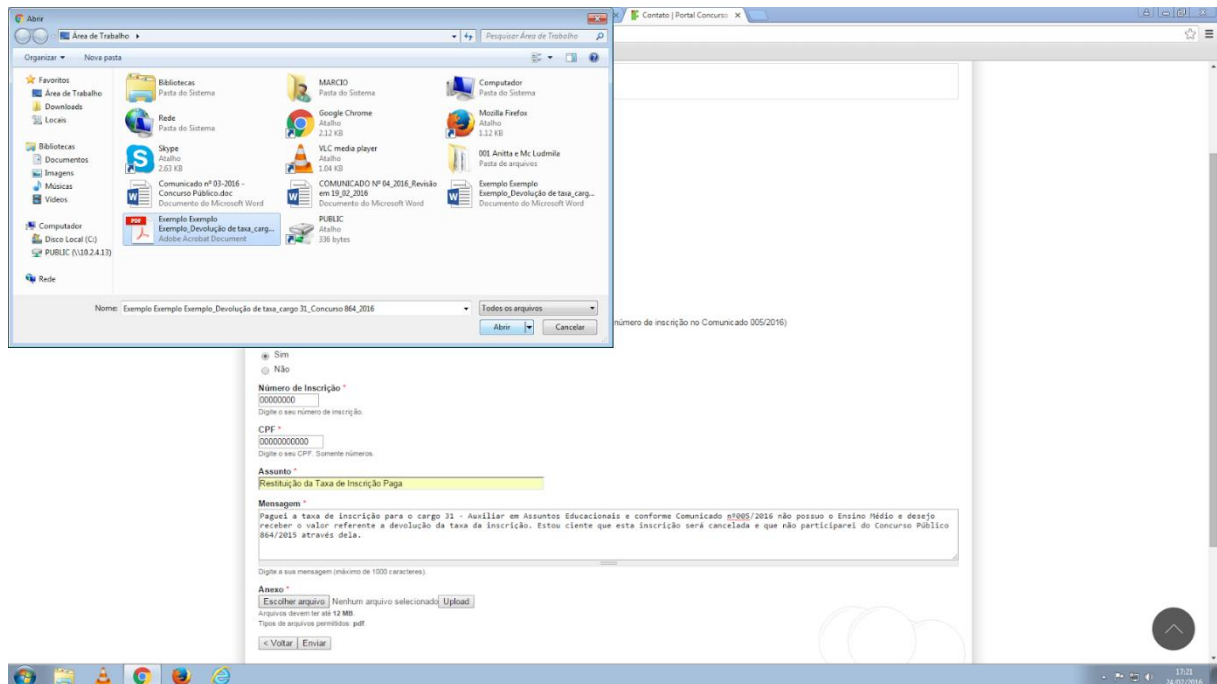 Abrir
Área de Trabalho
Pesquisar Área de Trabalho
Organizar
Nova pasta
Favoritos
Área de Trabalho
Downloads
Locais
Bibliotecas
Documentos
Imagens
Músicas
Vídeos
Computador
Disco Local (C:)
PUBLIC (\\10.2.4.13)
Rede
Bibliotecas
Pasta do Sistema
MARCIO
Pasta do Sistema
Computador
Pasta do Sistema
Rede
Pasta do Sistema
Google Chrome
Atalho
2.12 KB
Mozilla Firefox
Atalho
1.12 KB
Skype
Atalho
2.63 KB
VLC media player
Atalho
1.04 KB
001 Anitta e Mc Ludmila
Pasta de arquivos
Comunicado nº 03-2016 -
Concurso Público.doc
Documento do Microsoft Word
COMUNICADO Nº 04_2016_Revisão
em 19_02_2016
Documento do Microsoft Word
Exemplo Exemplo
Exemplo_Devolução de taxa_carg...
Documento do Microsoft Word
PDF
Exemplo Exemplo
Exemplo_Devolução de taxa_carg...
Adobe Acrobat Document
PUBLIC
Atalho
336 bytes
Nome: Exemplo Exemplo Exemplo_Devolução de taxa_cargo 31_Concurso 864_2016
Todos os arquivos
Abrir
Cancelar
Contato | Portal Concurso
número de inscrição no Comunicado 005/2016)
Sim
Não
Número de Inscrição *
00000000
Digite o seu número de inscrição.
CPF *
00000000000
Digite o seu CPF. Somente números.
Assunto *
Restituição da Taxa de Inscrição Paga
Mensagem *
Paguei a taxa de inscrição para o cargo 31 - Auxiliar em Assuntos Educacionais e conforme Comunicado nº005/2016 não possuo o Ensino Médio e desejo
receber o valor referente a devolução da taxa da inscrição. Estou ciente que esta inscrição será cancelada e que não participarei do Concurso Público
864/2015 através dela.
Digite a sua mensagem (máximo de 1000 caracteres).
Anexo *
Escolher arquivo Nenhum arquivo selecionado Upload
Arquivos devem ter até 12 MB.
Tipos de arquivos permitidos: pdf.
< Voltar Enviar
17:21
24/02/2016